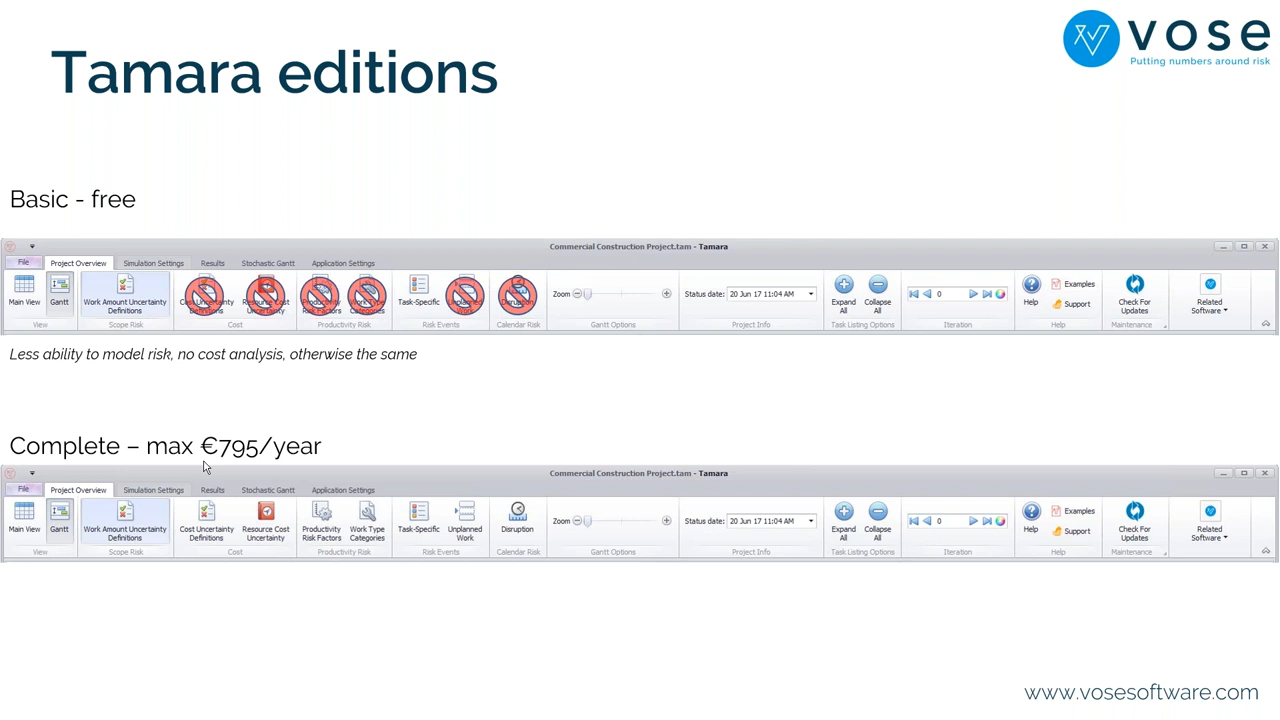 Tamara editions
vose
Putting numbers around risk
Basic - free
Commercial Construction Project.tam - Tamara
File Project Overview Simulation Settings Results Stochastic Gantt Application Settings
Main View Gantt Work Amount Uncertainty Definitions Task-Specific Zoom Status date: 20 Jun 17 11:04 AM Expand All Collapse All 0 Help Examples Support Check For Updates Related Software
View Scope Risk Cost Productivity Risk Risk Events Calendar Risk Gantt Options Project Info Task Listing Options Iteration Help Maintenance
Less ability to model risk, no cost analysis, otherwise the same
Complete – max €795/year
Commercial Construction Project.tam - Tamara
File Project Overview Simulation Settings Results Stochastic Gantt Application Settings
Main View Gantt Work Amount Uncertainty Definitions Cost Uncertainty Definitions Resource Cost Uncertainty Productivity Risk Factors Work Type Categories Task-Specific Unplanned Work Disruption Zoom Status date: 20 Jun 17 11:04 AM Expand All Collapse All 0 Help Examples Support Check For Updates Related Software
View Scope Risk Cost Productivity Risk Risk Events Calendar Risk Gantt Options Project Info Task Listing Options Iteration Help Maintenance
www.vosesoftware.com